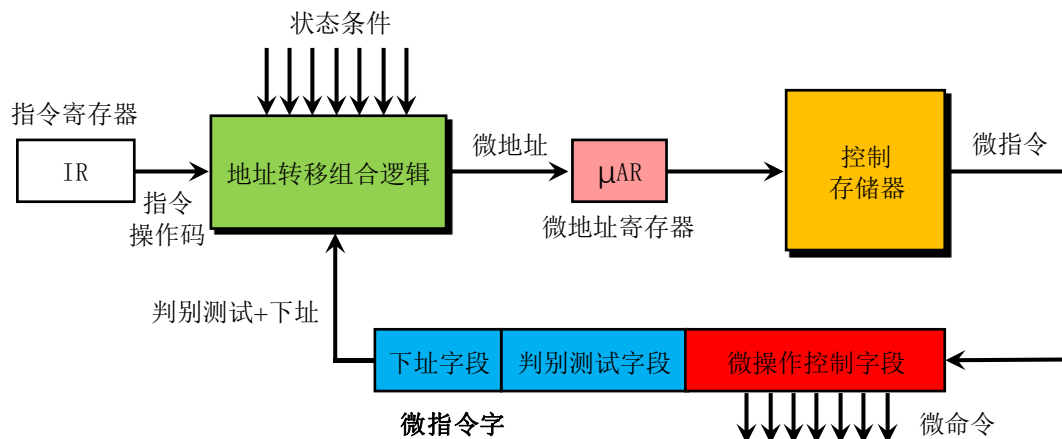 状态条件
指令寄存器
IR
指令
操作码
地址转移组合逻辑
微地址
μAR
微地址寄存器
控制
存储器
微指令
判别测试+下址
下址字段
判别测试字段
微操作控制字段
微指令字
微命令